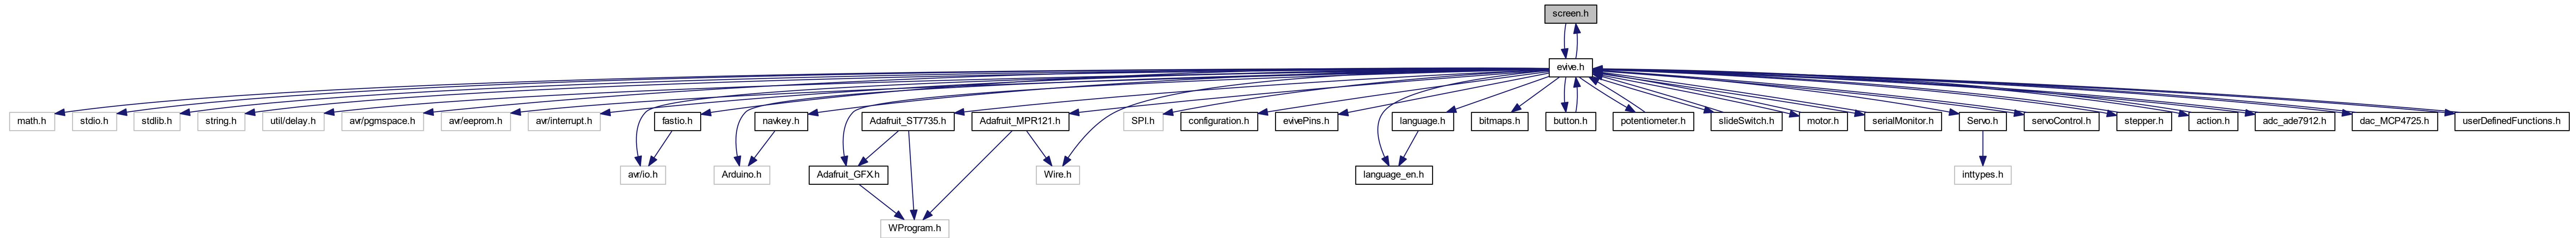 screen.h
evive.h
math.h
stdio.h
stdlib.h
string.h
util/delay.h
avr/pgmspace.h
avr/eeprom.h
avr/interrupt.h
fastio.h
navkey.h
Adafruit_ST7735.h
Adafruit_MPR121.h
SPI.h
configuration.h
evivePins.h
language.h
bitmaps.h
button.h
potentiometer.h
slideSwitch.h
motor.h
serialMonitor.h
Servo.h
servoControl.h
stepper.h
action.h
adc_ade7912.h
dac_MCP4725.h
userDefinedFunctions.h
avr/io.h
Arduino.h
Adafruit_GFX.h
Wire.h
language_en.h
inttypes.h
WProgram.h